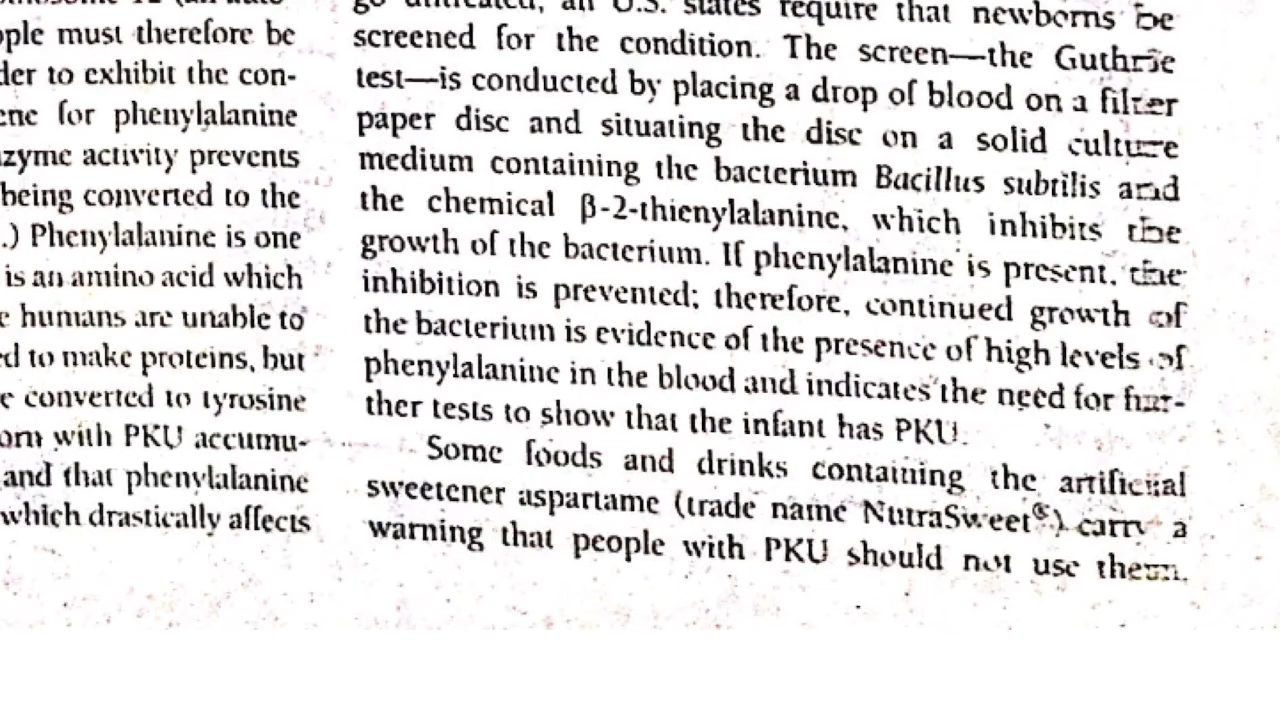 ople must therefore be
der to exhibit the con-
ene for phenylalanine
zyme activity prevents
being converted to the
.) Phenylalanine is one
is an amino acid which
e humans are unable to
ed to make proteins, but
e converted to tyrosine
orn with PKU accumu-
and that phenylalanine
which drastically affects
U.S. states require that newborns be
screened for the condition. The screen—the Guthrie
test—is conducted by placing a drop of blood on a filter
paper disc and situating the disc on a solid culture
medium containing the bacterium Bacillus subtilis and
the chemical β-2-thienylalanine, which inhibits the
growth of the bacterium. If phenylalanine is present, the
inhibition is prevented; therefore, continued growth of
the bacterium is evidence of the presence of high levels of
phenylalanine in the blood and indicates the need for fur-
ther tests to show that the infant has PKU.
Some foods and drinks containing the artificial
sweetener aspartame (trade name NutraSweet®) carry a
warning that people with PKU should not use them.